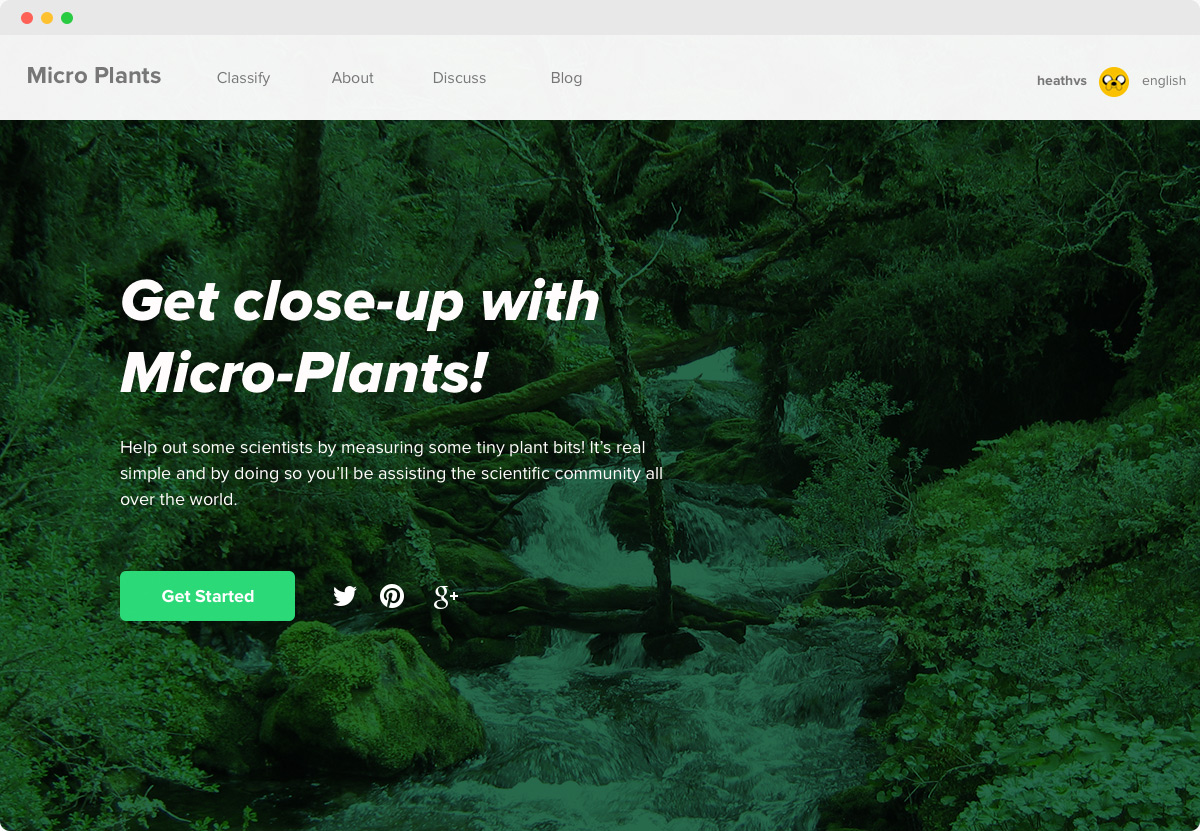 Micro Plants
Classify
About
Discuss
Blog
heathvs
english
Get close-up with
Micro-Plants!
Help out some scientists by measuring some tiny plant bits! It’s real
simple and by doing so you’ll be assisting the scientific community all
over the world.
Get Started
g+